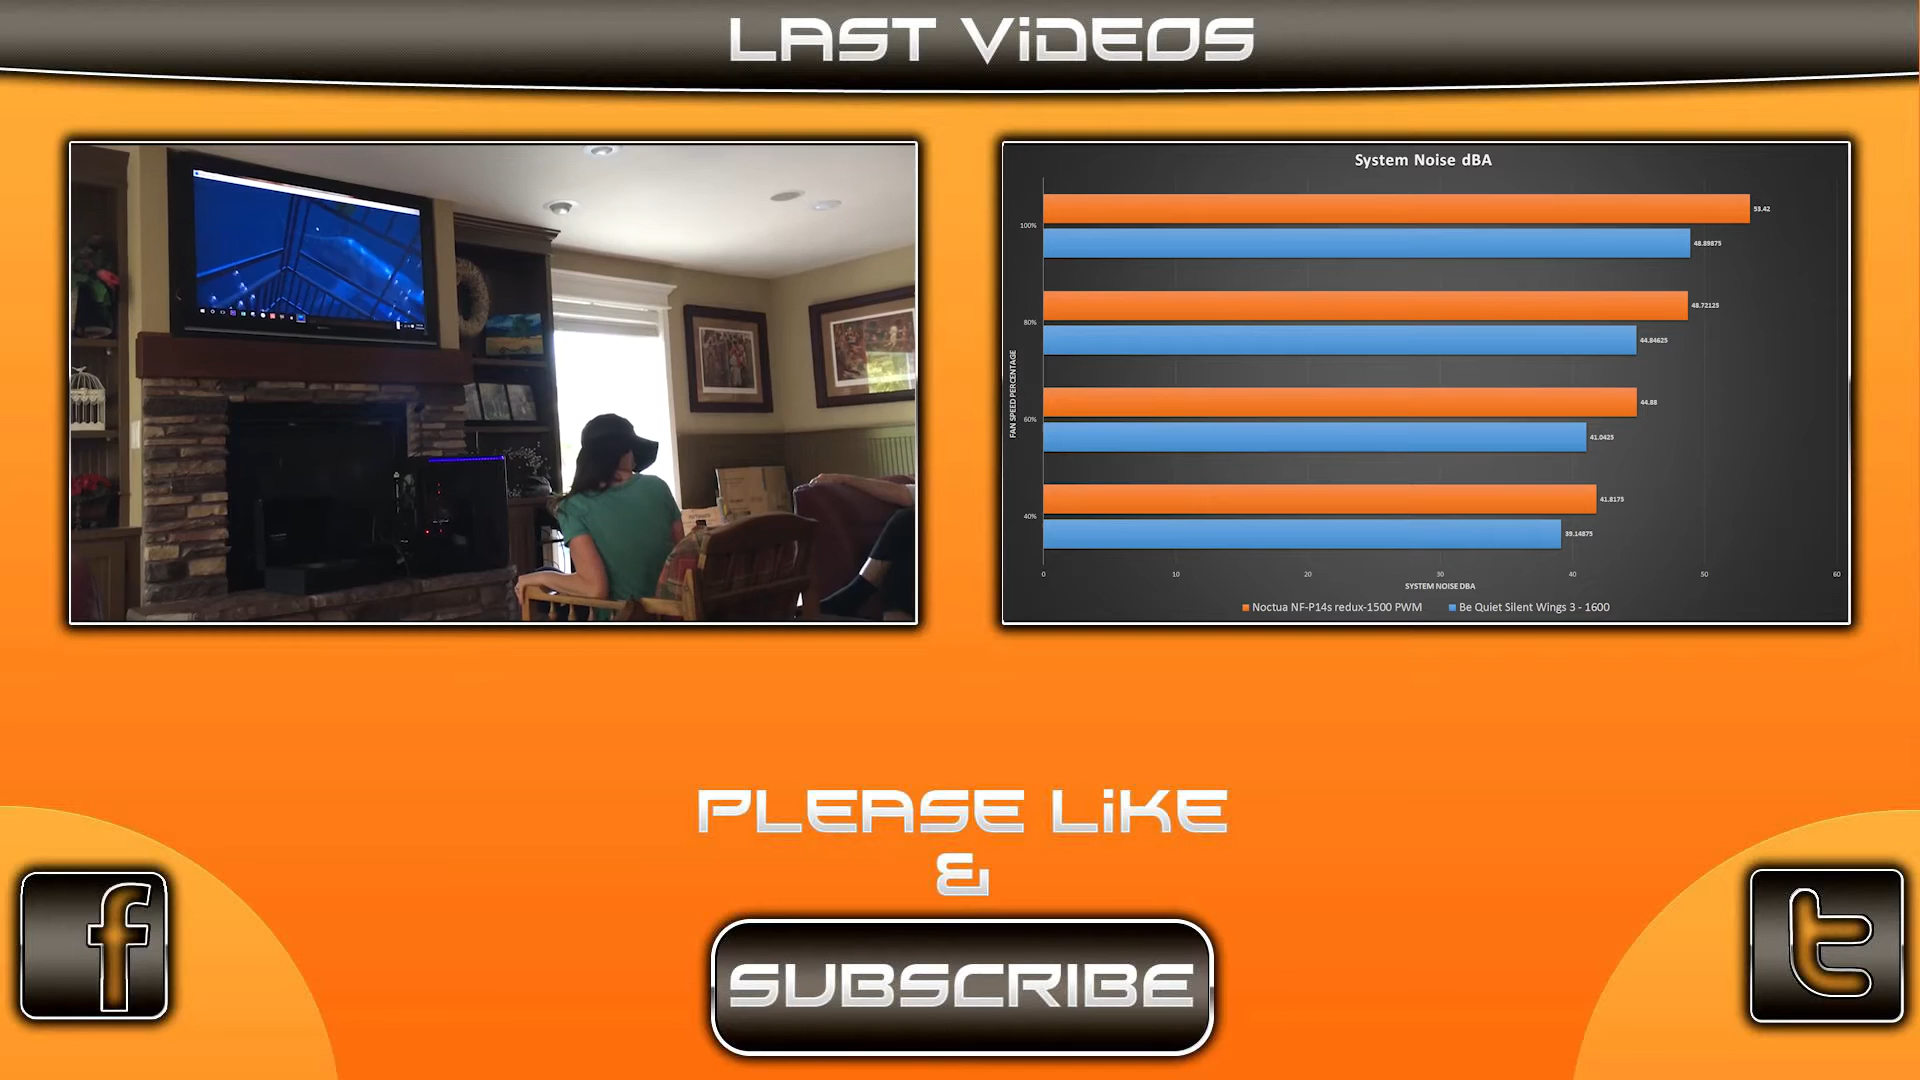 LAST ViDEOS
System Noise dBA
53.42
100%
48.89875
48.72125
80%
44.84625
44.88
60%
41.0425
41.8175
40%
39.14875
FAN SPEED PERCENTAGE
0 10 20 30 40 50 60
SYSTEM NOISE DBA
Noctua NF-P14s redux-1500 PWM Be Quiet Silent Wings 3 - 1600
PLEASE LiKE
&
SUBSCRIBE
f
t